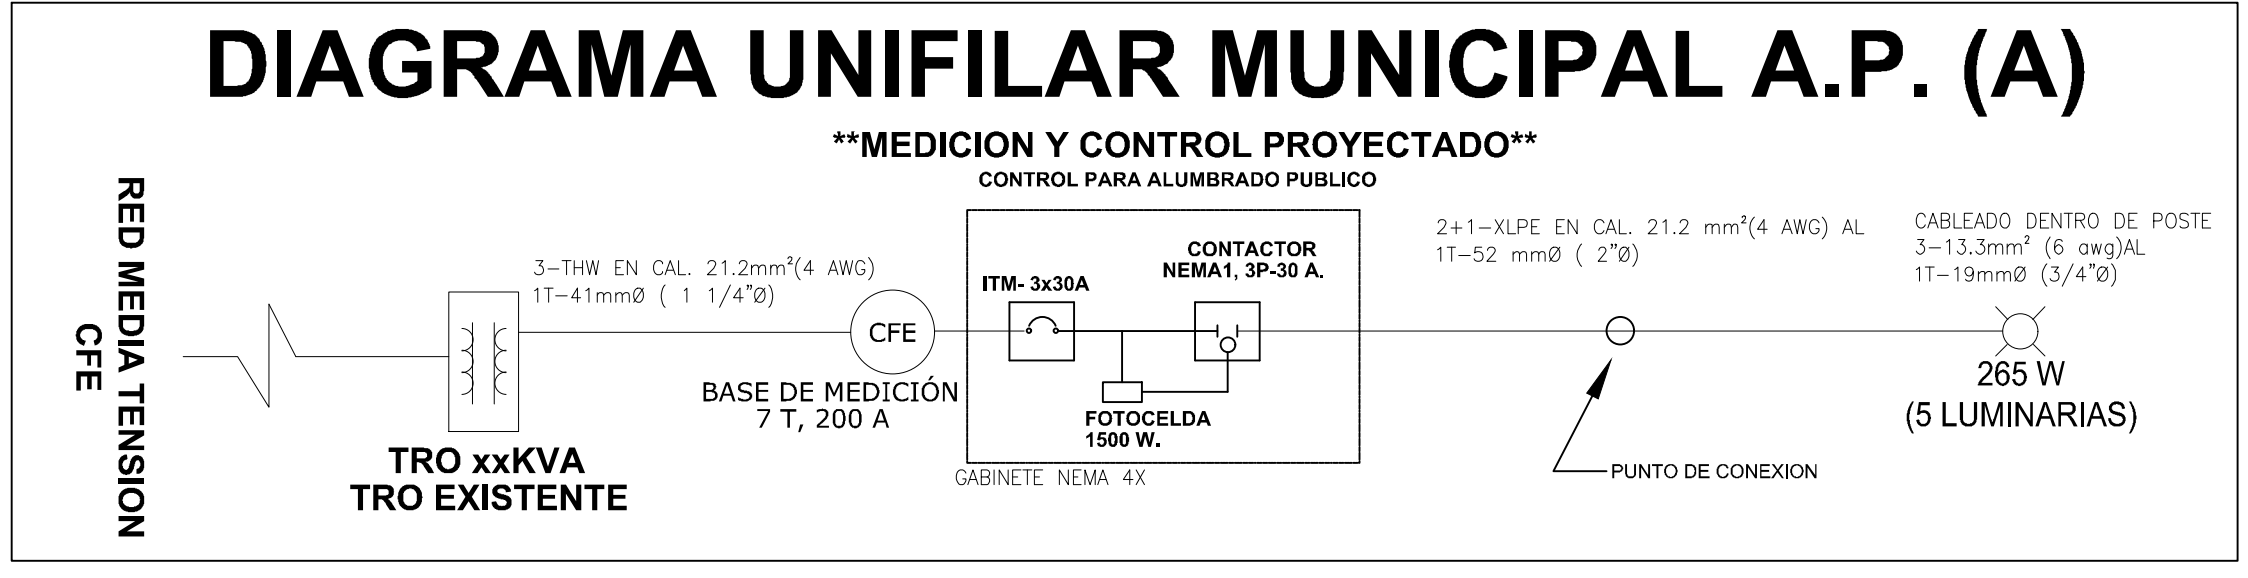 DIAGRAMA UNIFILAR MUNICIPAL A.P. (A)
**MEDICION Y CONTROL PROYECTADO**
CONTROL PARA ALUMBRADO PUBLICO
RED MEDIA TENSION
CFE
TRO xxKVA
TRO EXISTENTE
3-THW EN CAL. 21.2mm²(4 AWG)
1T-41mmØ ( 1 1/4"Ø)
CFE
BASE DE MEDICIÓN
7 T, 200 A
ITM- 3x30A
CONTACTOR
NEMA1, 3P-30 A.
FOTOCELDA
1500 W.
GABINETE NEMA 4X
2+1-XLPE EN CAL. 21.2 mm²(4 AWG) AL
1T-52 mmØ ( 2"Ø)
PUNTO DE CONEXION
CABLEADO DENTRO DE POSTE
3-13.3mm² (6 awg)AL
1T-19mmØ (3/4"Ø)
265 W
(5 LUMINARIAS)